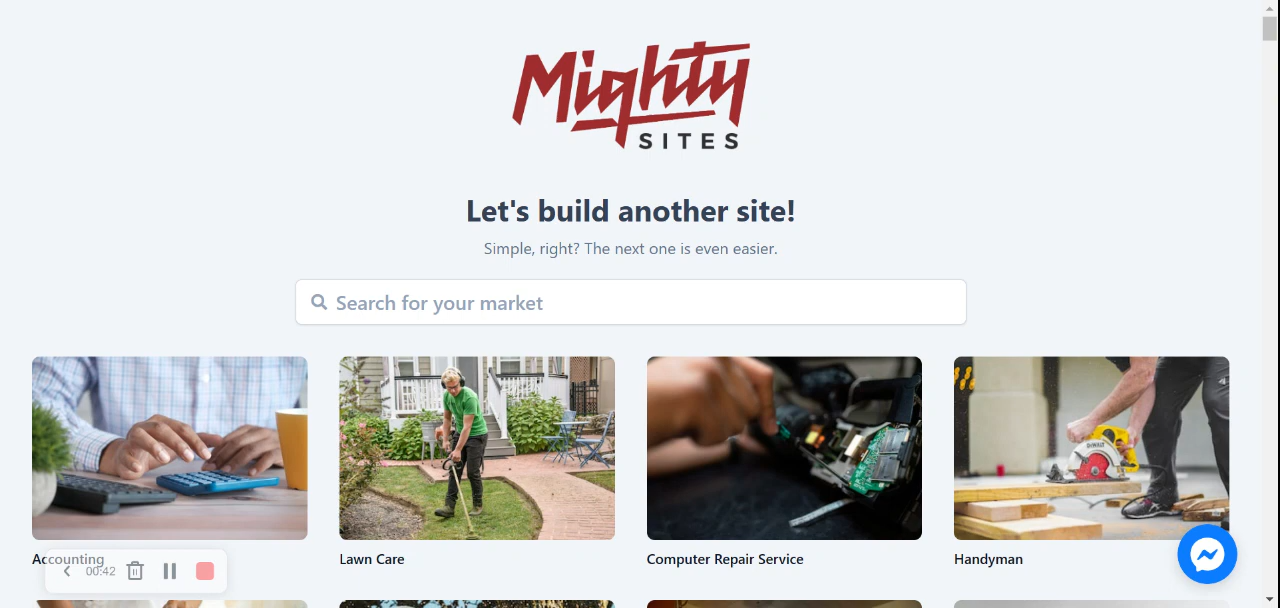 Mighty
SITES
Let's build another site!
Simple, right? The next one is even easier.
Search for your market
Accounting
Lawn Care
Computer Repair Service
Handyman
00:42